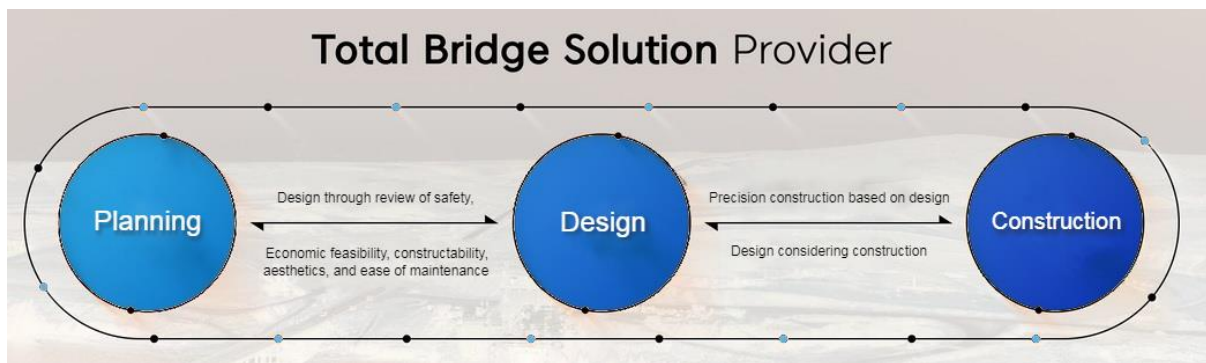 Total Bridge Solution Provider
Planning
Design through review of safety,
Economic feasibility, constructability,
aesthetics, and ease of maintenance
Design
Precision construction based on design
Design considering construction
Construction